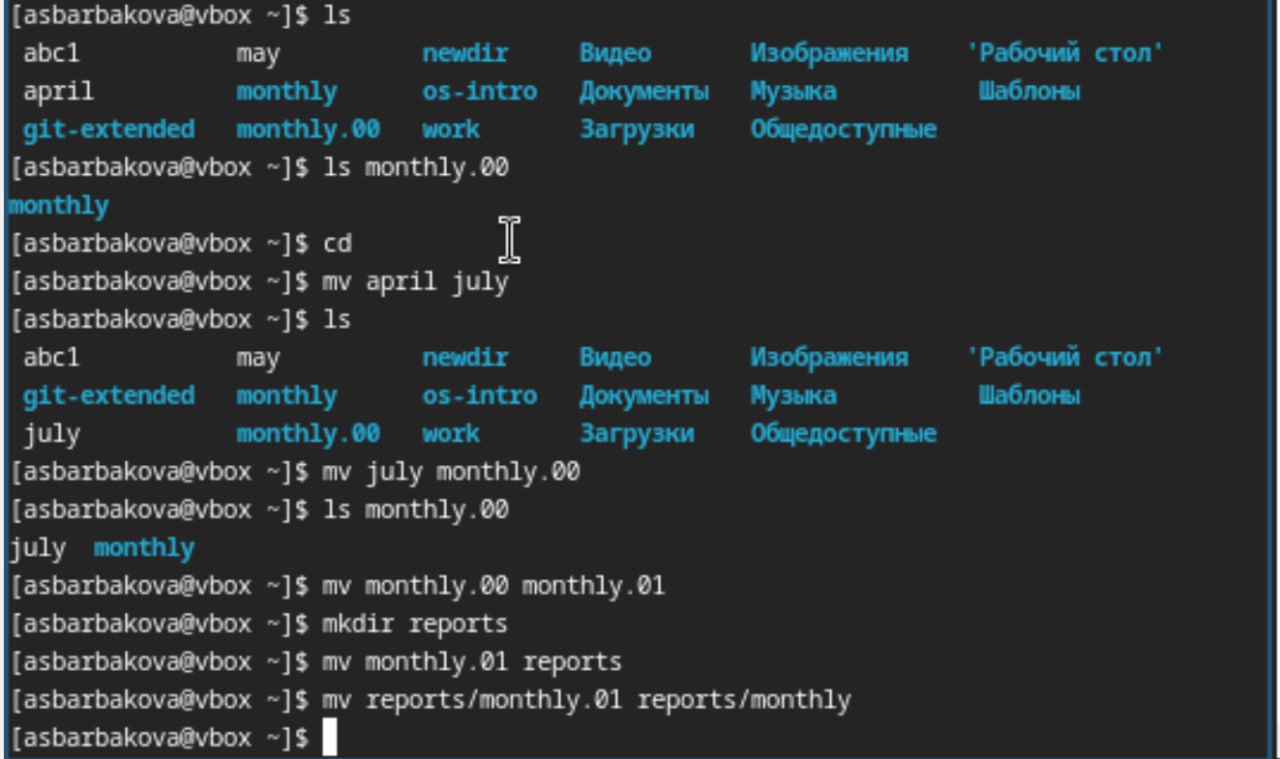 [asbarbakova@vbox ~]$ ls
abc1 may newdir Видео Изображения 'Рабочий стол'
april monthly os-intro Документы Музыка Шаблоны
git-extended monthly.00 work Загрузки Общедоступные
[asbarbakova@vbox ~]$ ls monthly.00
monthly
[asbarbakova@vbox ~]$ cd
[asbarbakova@vbox ~]$ mv april july
[asbarbakova@vbox ~]$ ls
abc1 may newdir Видео Изображения 'Рабочий стол'
git-extended monthly os-intro Документы Музыка Шаблоны
july monthly.00 work Загрузки Общедоступные
[asbarbakova@vbox ~]$ mv july monthly.00
[asbarbakova@vbox ~]$ ls monthly.00
july monthly
[asbarbakova@vbox ~]$ mv monthly.00 monthly.01
[asbarbakova@vbox ~]$ mkdir reports
[asbarbakova@vbox ~]$ mv monthly.01 reports
[asbarbakova@vbox ~]$ mv reports/monthly.01 reports/monthly
[asbarbakova@vbox ~]$